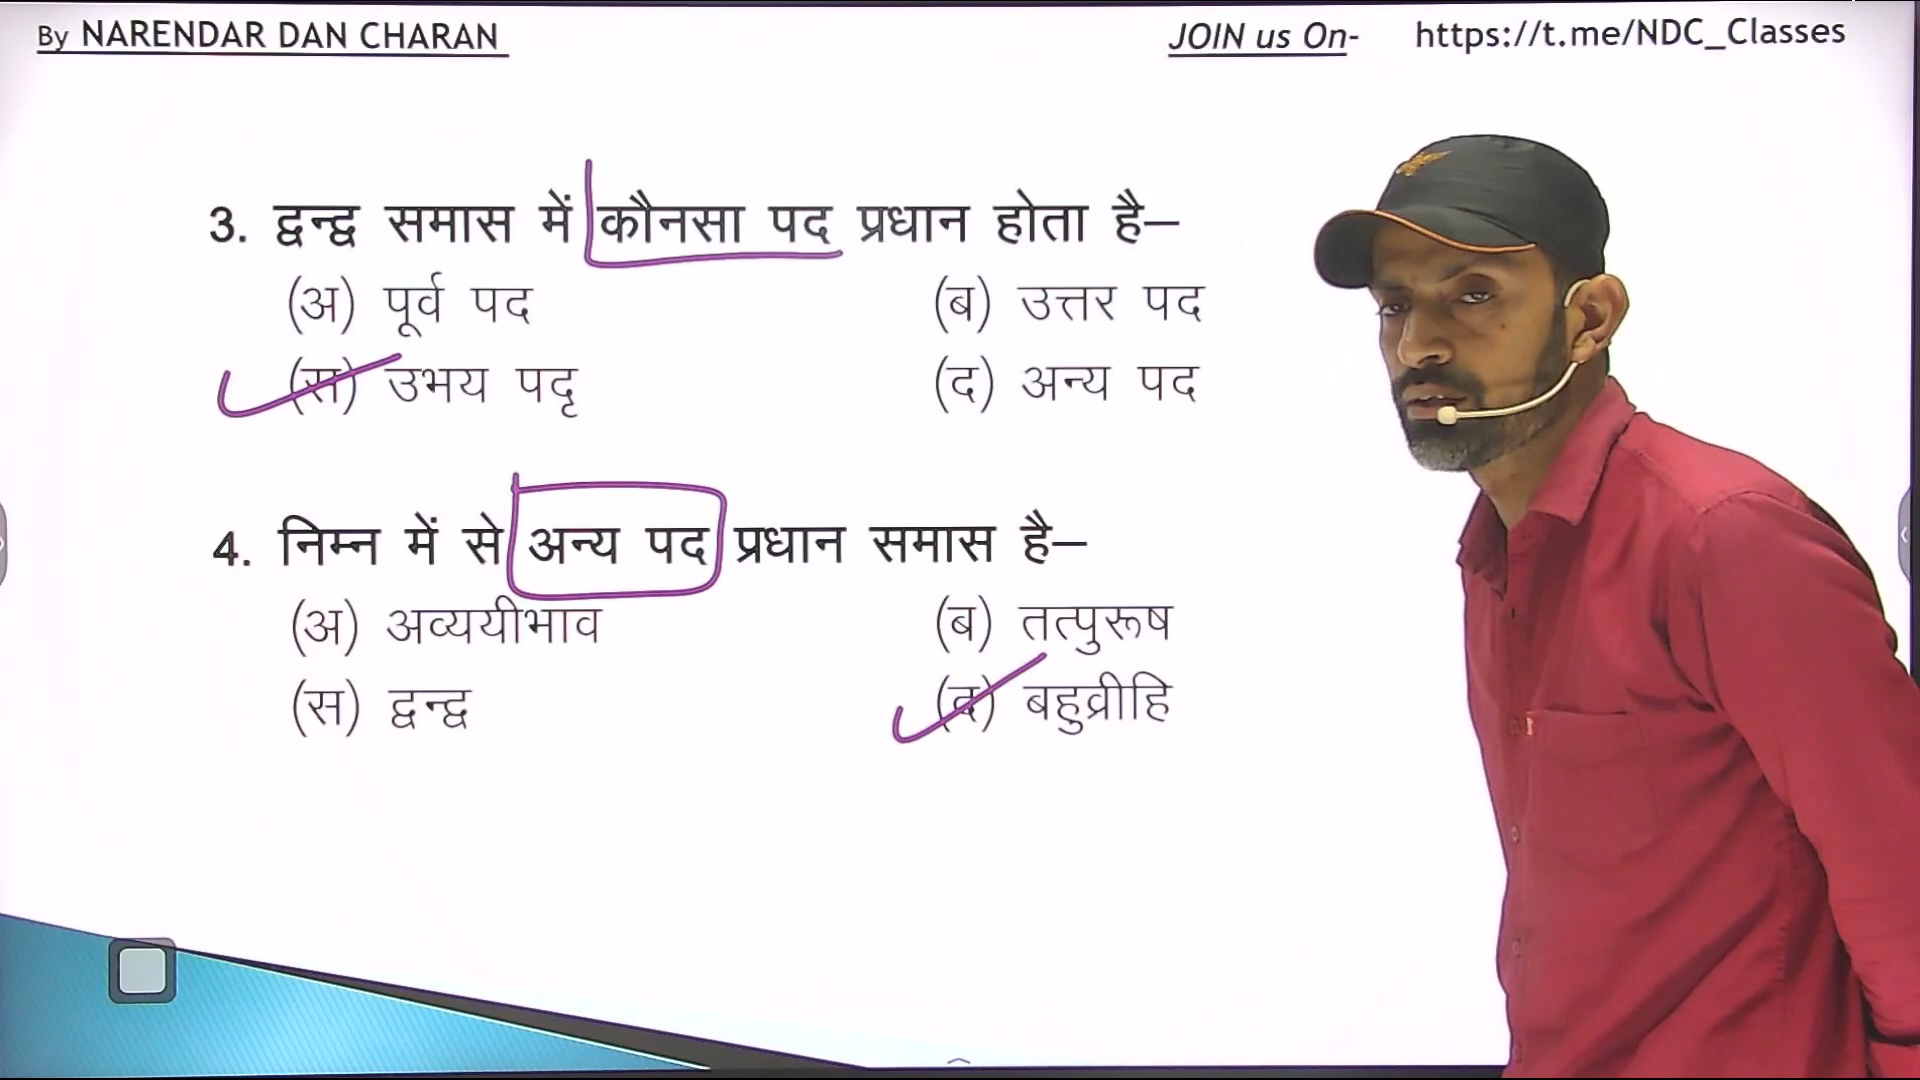 By NARENDAR DAN CHARAN
JOIN us On- https://t.me/NDC_Classes
3. द्वन्द्व समास में कौनसा पद प्रधान होता है–
(अ) पूर्व पद (ब) उत्तर पद
(स) उभय पदृ (द) अन्य पद
4. निम्न में से अन्य पद प्रधान समास है–
(अ) अव्ययीभाव (ब) तत्पुरूष
(स) द्वन्द्व (द) बहुव्रीहि